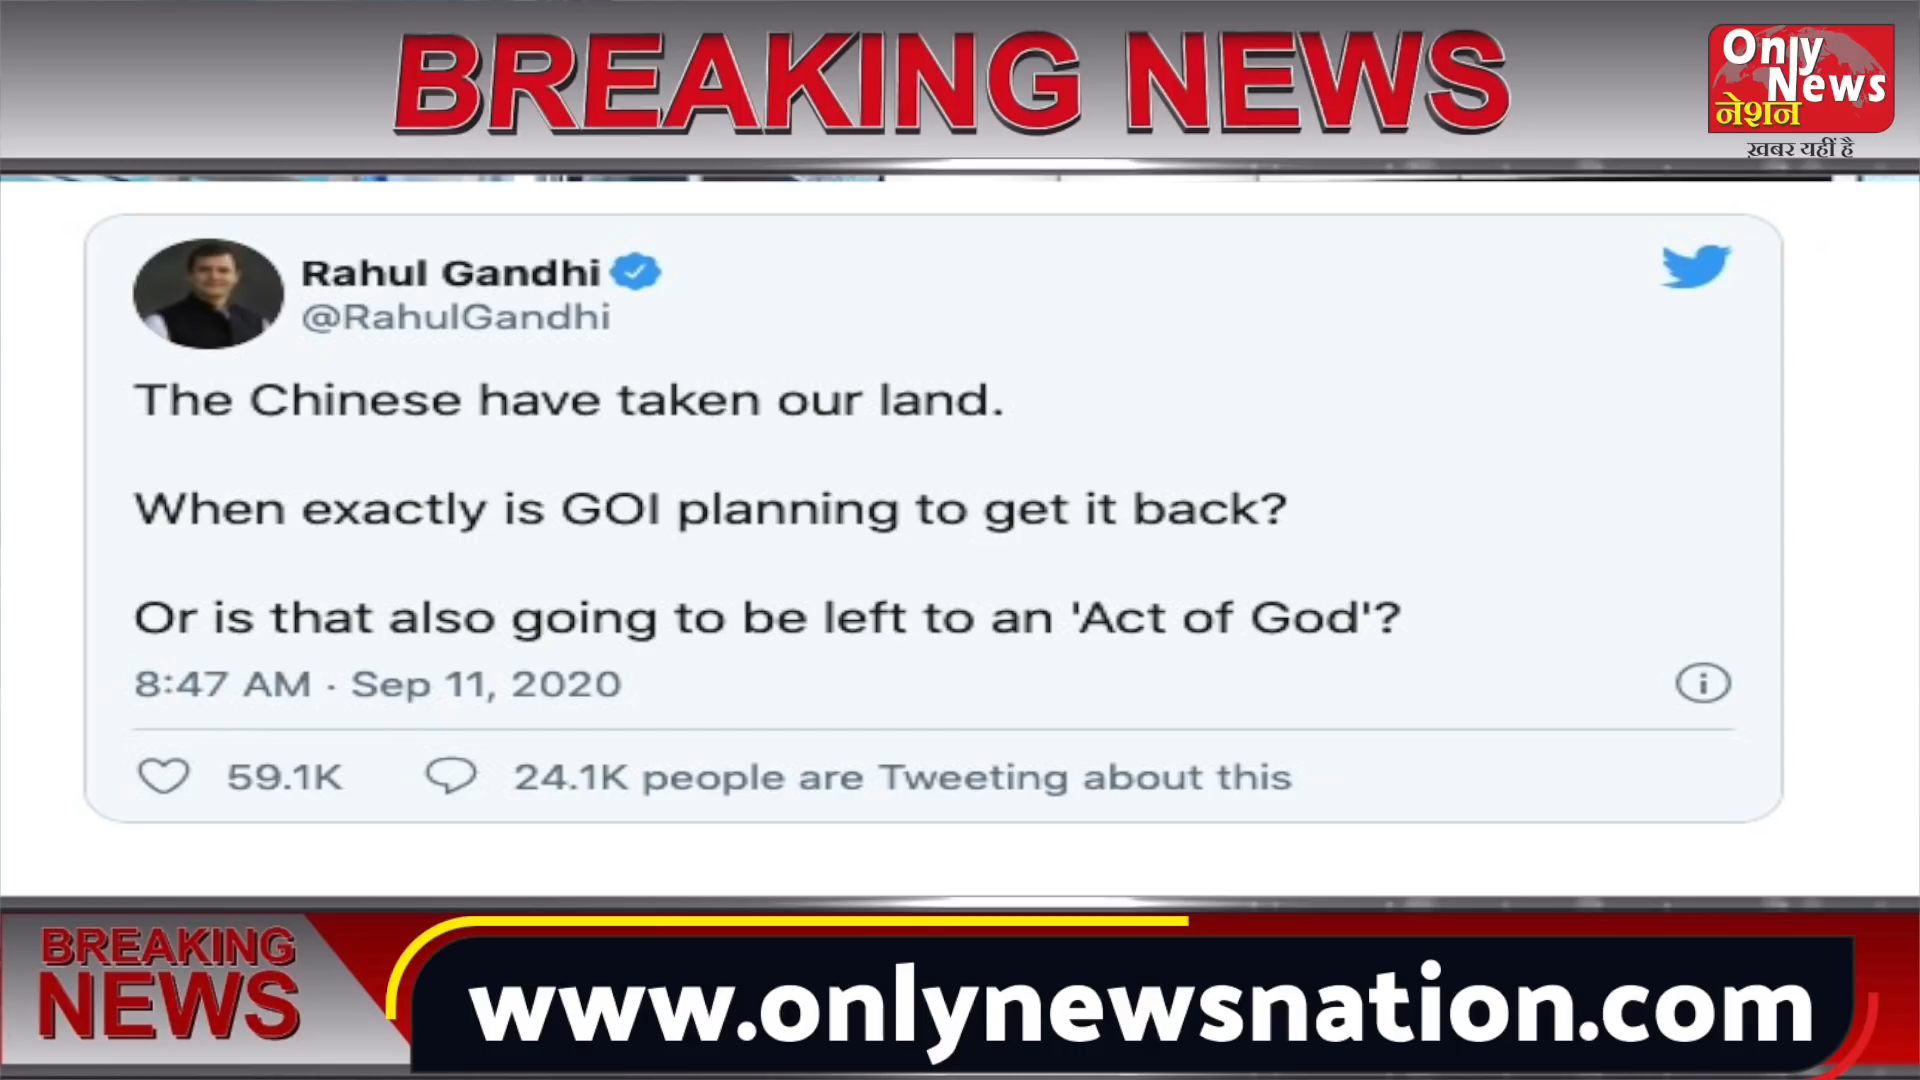 BREAKING NEWS
Only
News
नेशन
ख़बर यहीं है
Rahul Gandhi
@RahulGandhi
The Chinese have taken our land.
When exactly is GOI planning to get it back?
Or is that also going to be left to an 'Act of God'?
8:47 AM · Sep 11, 2020
59.1K 24.1K people are Tweeting about this
BREAKING
NEWS
www.onlynewsnation.com